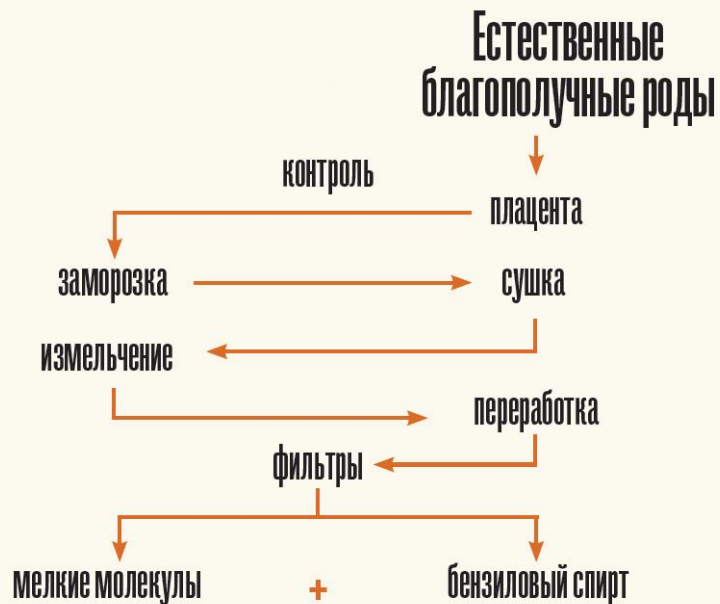 Естественные
благополучные роды
контроль
плацента
заморозка
сушка
измельчение
переработка
фильтры
мелкие молекулы + бензиловый спирт